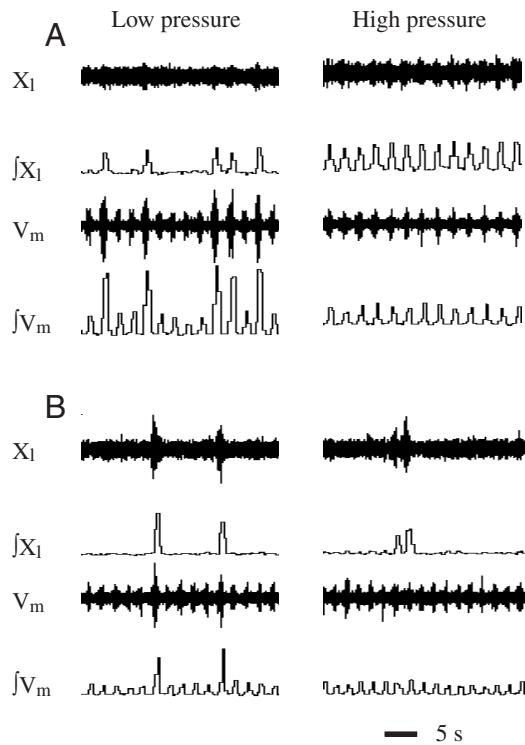 Low pressure High pressure
A
Xl
∫Xl
Vm
∫Vm
B
Xl
∫Xl
Vm
∫Vm
5 s